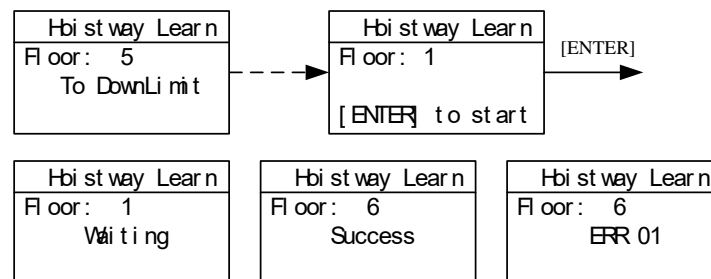 Hoistway Learn
Floor: 5
To DownLimit
Hoistway Learn
Floor: 1
[ENTER] to start
[ENTER]
Hoistway Learn
Floor: 1
Waiting
Hoistway Learn
Floor: 6
Success
Hoistway Learn
Floor: 6
ERR 01